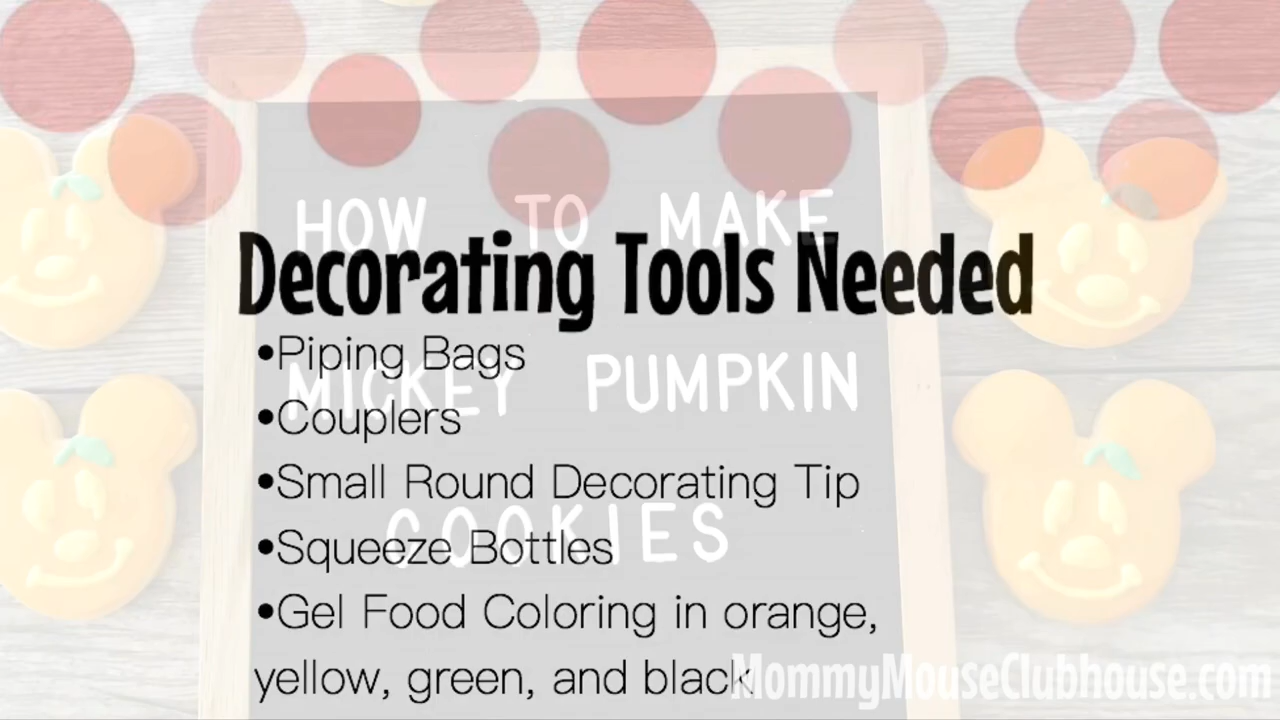 HOW TO MAKE
Decorating Tools Needed
•Piping Bags
MICKEY PUMPKIN
•Couplers
•Small Round Decorating Tip
COOKIES
•Squeeze Bottles
•Gel Food Coloring in orange,
yellow, green, and black
MommyMouseClubhouse.com